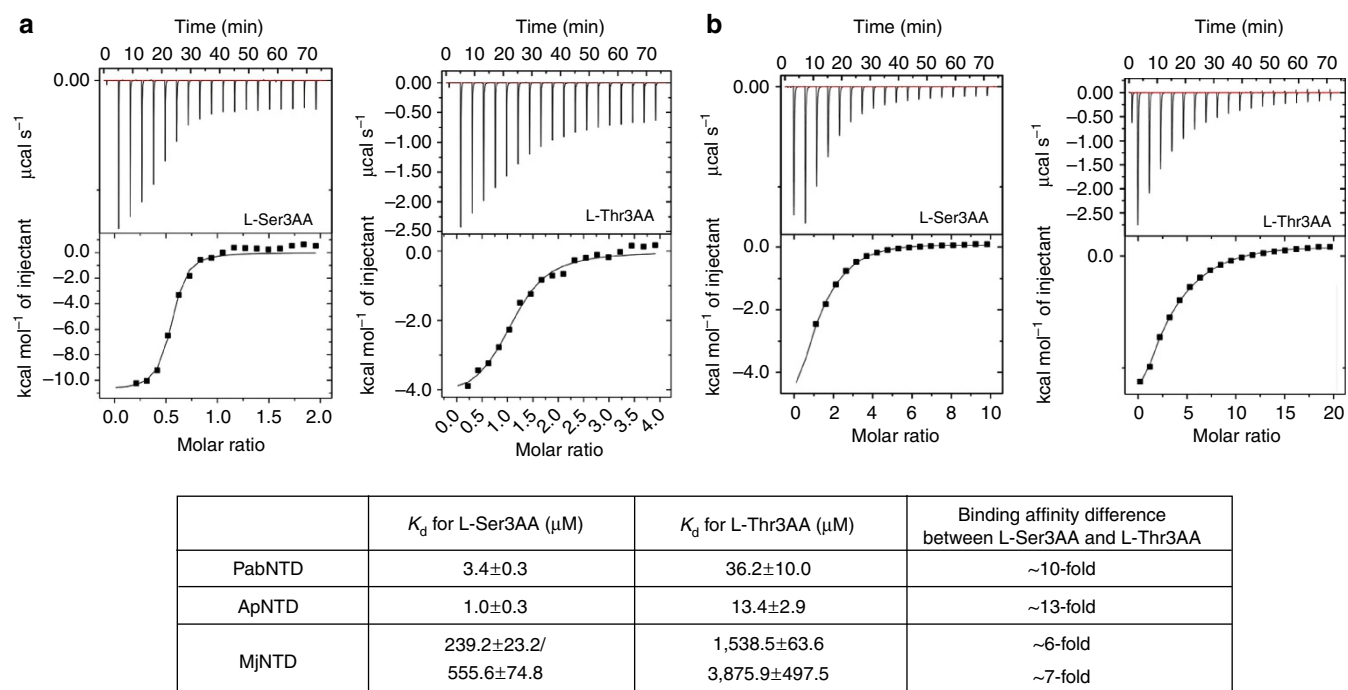 a
Time (min)
0 10 20 30 40 50 60 70
0.00
μcal s⁻¹
L-Ser3AA
0.0
−2.0
−4.0
−6.0
−8.0
−10.0
kcal mol⁻¹ of injectant
0.0 0.5 1.0 1.5 2.0
Molar ratio
Time (min)
0 10 20 30 40 50 60 70
0.00
−0.50
−1.00
−1.50
−2.00
−2.50
μcal s⁻¹
L-Thr3AA
0.0
−2.0
−4.0
kcal mol⁻¹ of injectant
0.0 0.5 1.0 1.5 2.0 2.5 3.0 3.5 4.0
Molar ratio
b
Time (min)
0 10 20 30 40 50 60 70
0.00
μcal s⁻¹
L-Ser3AA
0.0
−2.0
−4.0
kcal mol⁻¹ of injectant
0 2 4 6 8 10
Molar ratio
Time (min)
0 10 20 30 40 50 60 70
0.00
−0.50
−1.00
−1.50
−2.00
−2.50
μcal s⁻¹
L-Thr3AA
0.0
kcal mol⁻¹ of injectant
0 5 10 15 20
Molar ratio
Kd for L-Ser3AA (μM) Kd for L-Thr3AA (μM) Binding affinity difference
between L-Ser3AA and L-Thr3AA
PabNTD 3.4±0.3 36.2±10.0 ~10-fold
ApNTD 1.0±0.3 13.4±2.9 ~13-fold
MjNTD 239.2±23.2/ 1,538.5±63.6 ~6-fold
555.6±74.8 3,875.9±497.5 ~7-fold